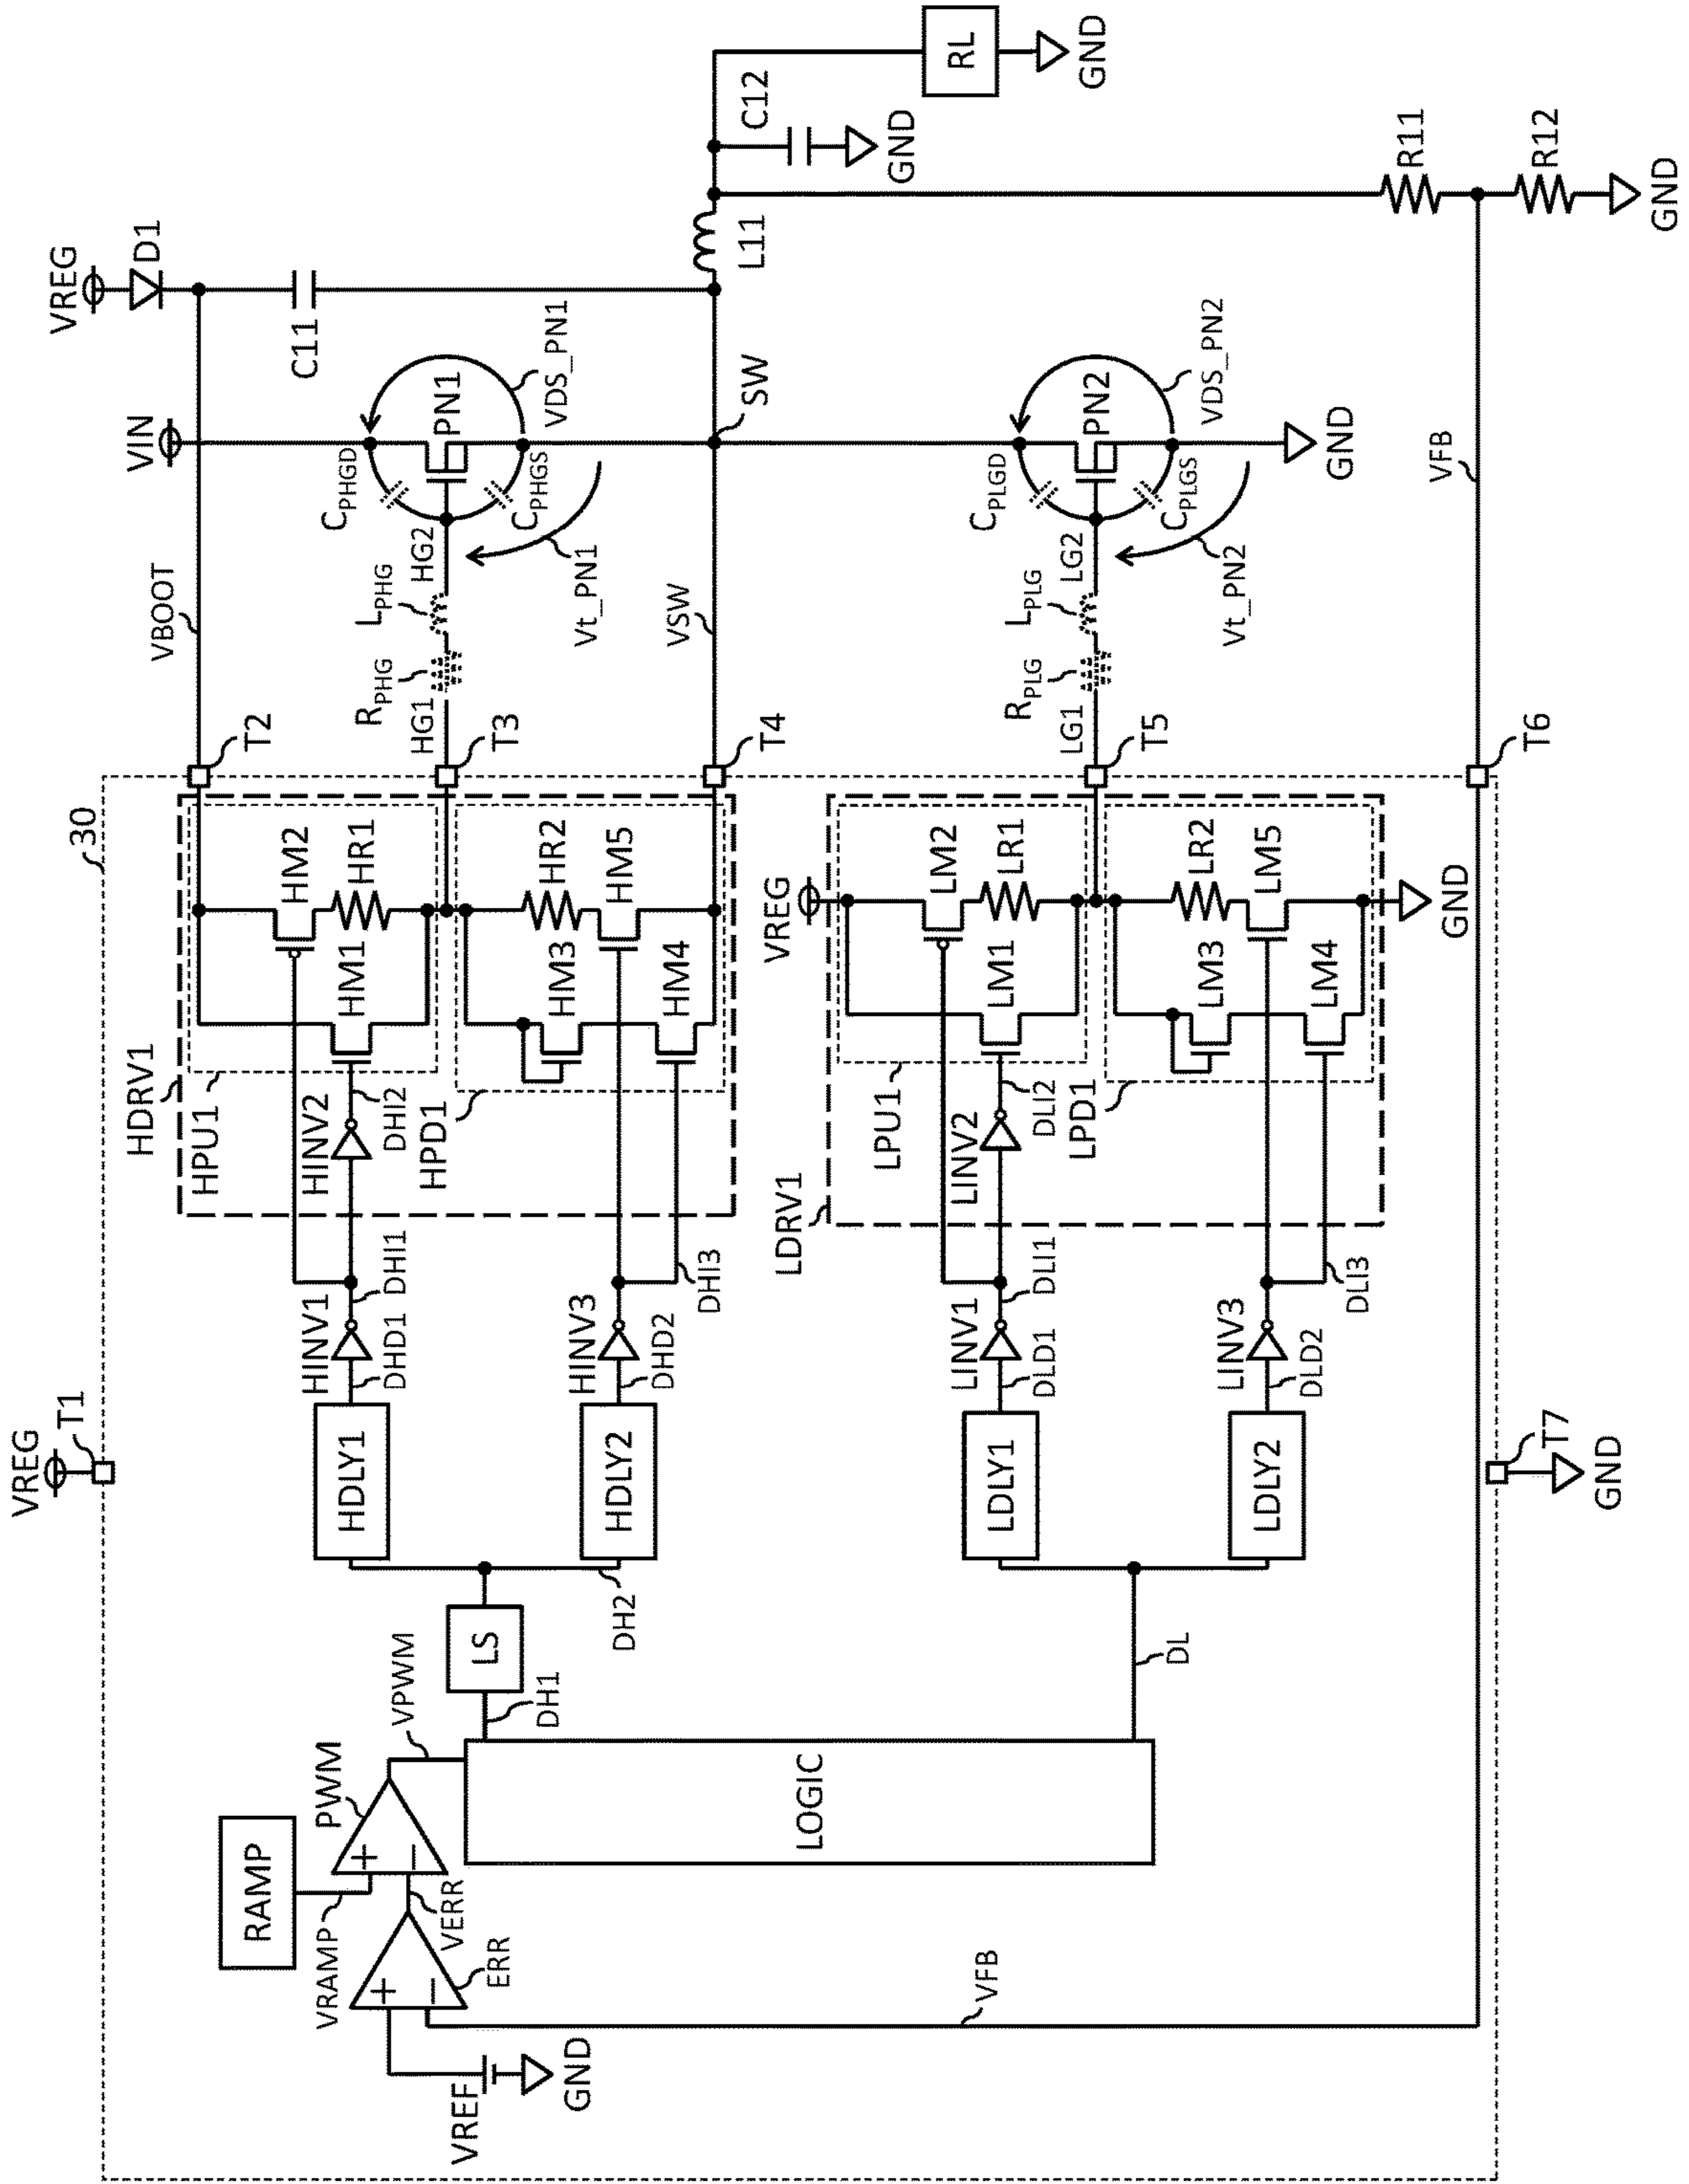 VREG
T1
30
VREF
GND
VRAMP
RAMP
VERR
ERR
PWM
VPWM
LOGIC
DH1
LS
DH2
DL
VFB
HDLY1
HDLY2
LDLY1
LDLY2
HINV1
DHD1
DHI1
HINV3
DHD2
DHI3
LINV1
DLD1
DLI1
LINV3
DLD2
DLI3
HDRV1
HPU1
HINV2
DHI2
HPD1
HM1
HM2
HR1
HM3
HR2
HM4
HM5
LDRV1
LPU1
LINV2
DLI2
LPD1
VREG
LM1
LM2
LR1
LM3
LR2
LM4
LM5
GND
T2
T3
T4
T5
T6
T7
GND
VBOOT
HG1
RPHG
LPHG
HG2
CPHGD
CPHGS
Vt_PN1
VIN
PN1
VDS_PN1
VSW
SW
LG1
RPLG
LPLG
LG2
CPLGD
CPLGS
Vt_PN2
PN2
VDS_PN2
GND
VFB
VREG
D1
C11
L11
C12
GND
RL
GND
R11
R12
GND